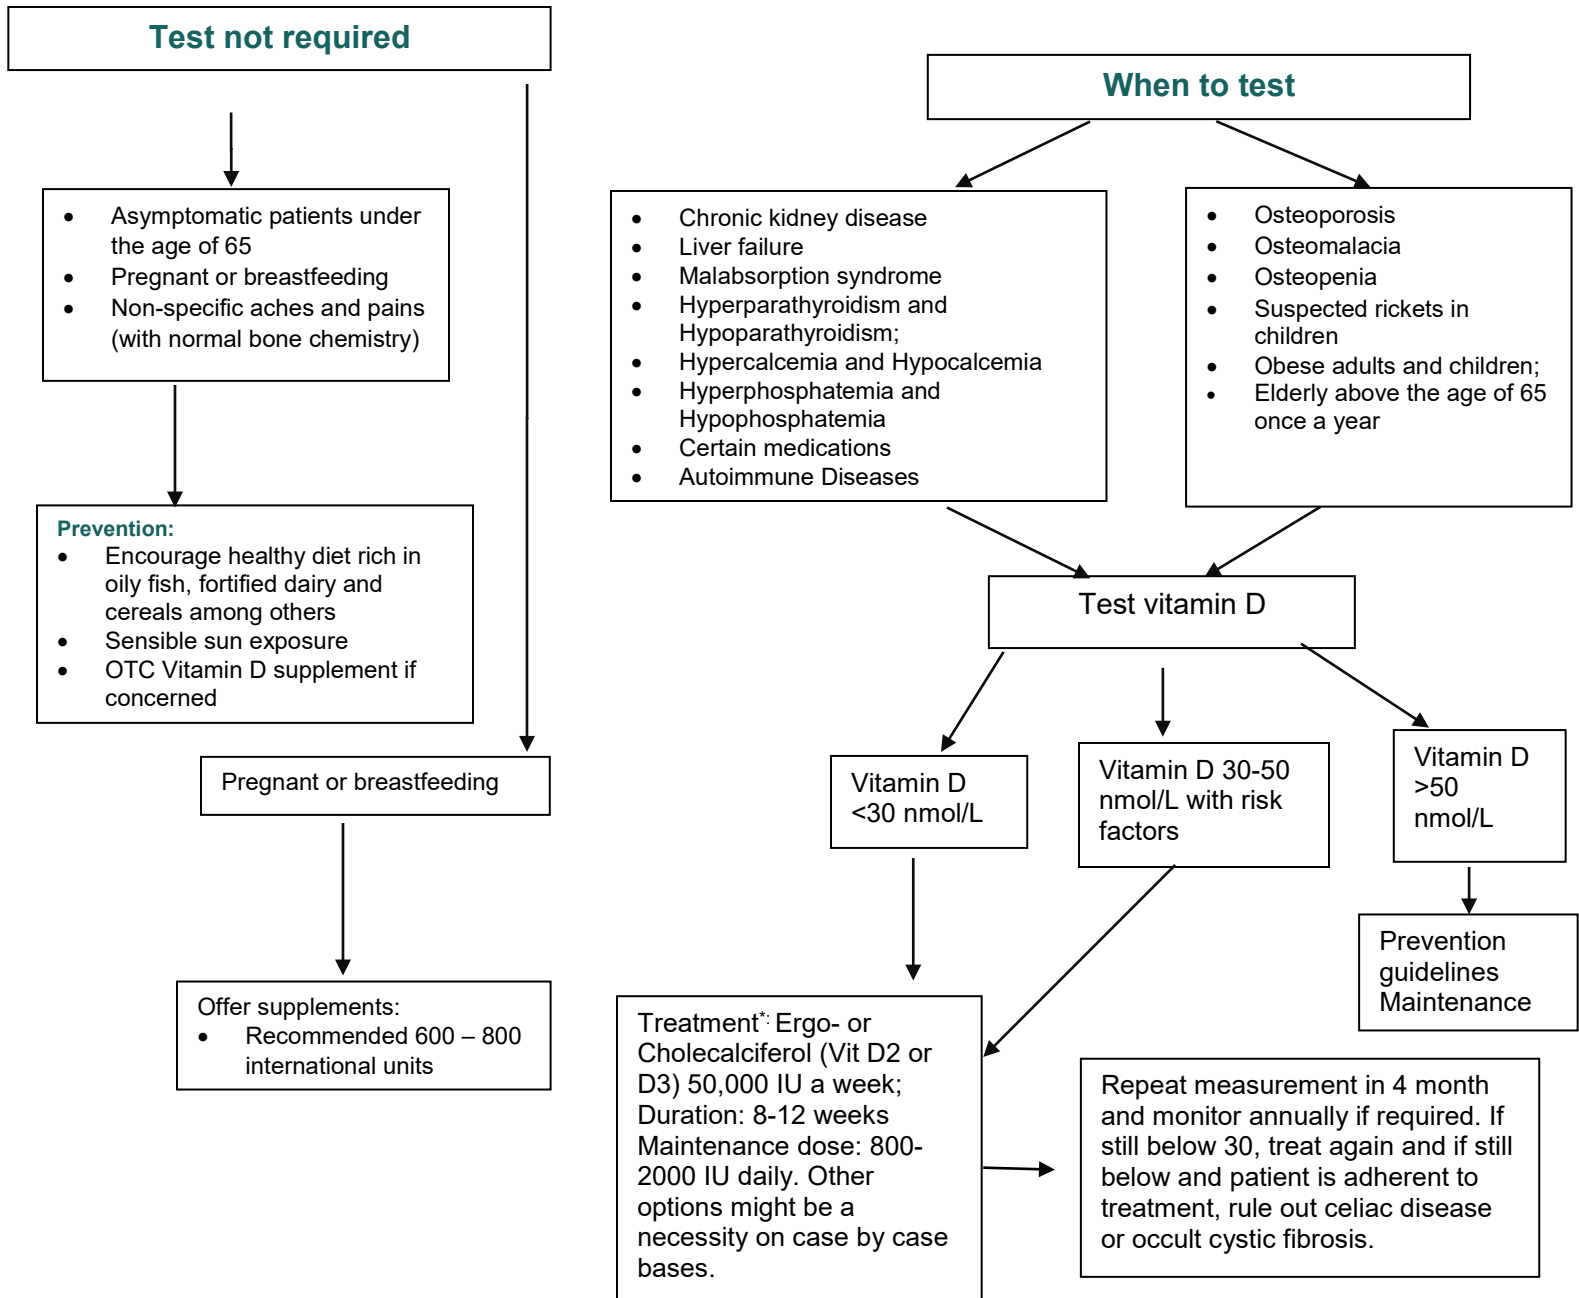 Test not required
• Asymptomatic patients under
the age of 65
• Pregnant or breastfeeding
• Non-specific aches and pains
(with normal bone chemistry)
Prevention:
• Encourage healthy diet rich in
oily fish, fortified dairy and
cereals among others
• Sensible sun exposure
• OTC Vitamin D supplement if
concerned
Pregnant or breastfeeding
Offer supplements:
• Recommended 600 – 800
international units
When to test
• Chronic kidney disease
• Liver failure
• Malabsorption syndrome
• Hyperparathyroidism and
Hypoparathyroidism;
• Hypercalcemia and Hypocalcemia
• Hyperphosphatemia and
Hypophosphatemia
• Certain medications
• Autoimmune Diseases
• Osteoporosis
• Osteomalacia
• Osteopenia
• Suspected rickets in
children
• Obese adults and children;
• Elderly above the age of 65
once a year
Test vitamin D
Vitamin D
<30 nmol/L
Vitamin D 30-50
nmol/L with risk
factors
Vitamin D
>50
nmol/L
Prevention
guidelines
Maintenance
Treatment*: Ergo- or
Cholecalciferol (Vit D2 or
D3) 50,000 IU a week;
Duration: 8-12 weeks
Maintenance dose: 800-
2000 IU daily. Other
options might be a
necessity on case by case
bases.
Repeat measurement in 4 month
and monitor annually if required. If
still below 30, treat again and if still
below and patient is adherent to
treatment, rule out celiac disease
or occult cystic fibrosis.